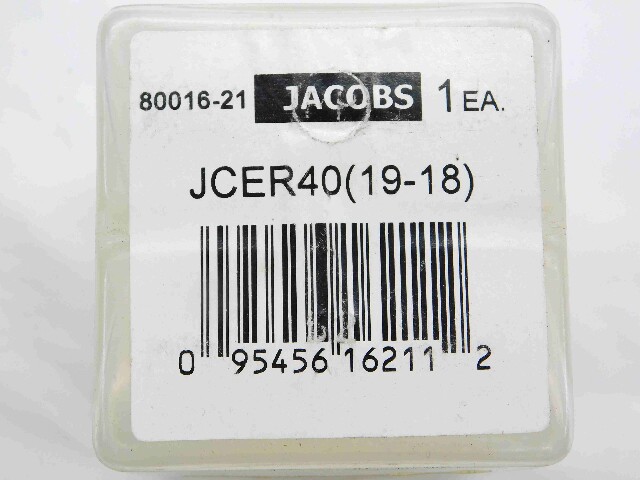 80016-21 JACOBS 1 EA.
JCER40(19-18)
0 95456 16211 2